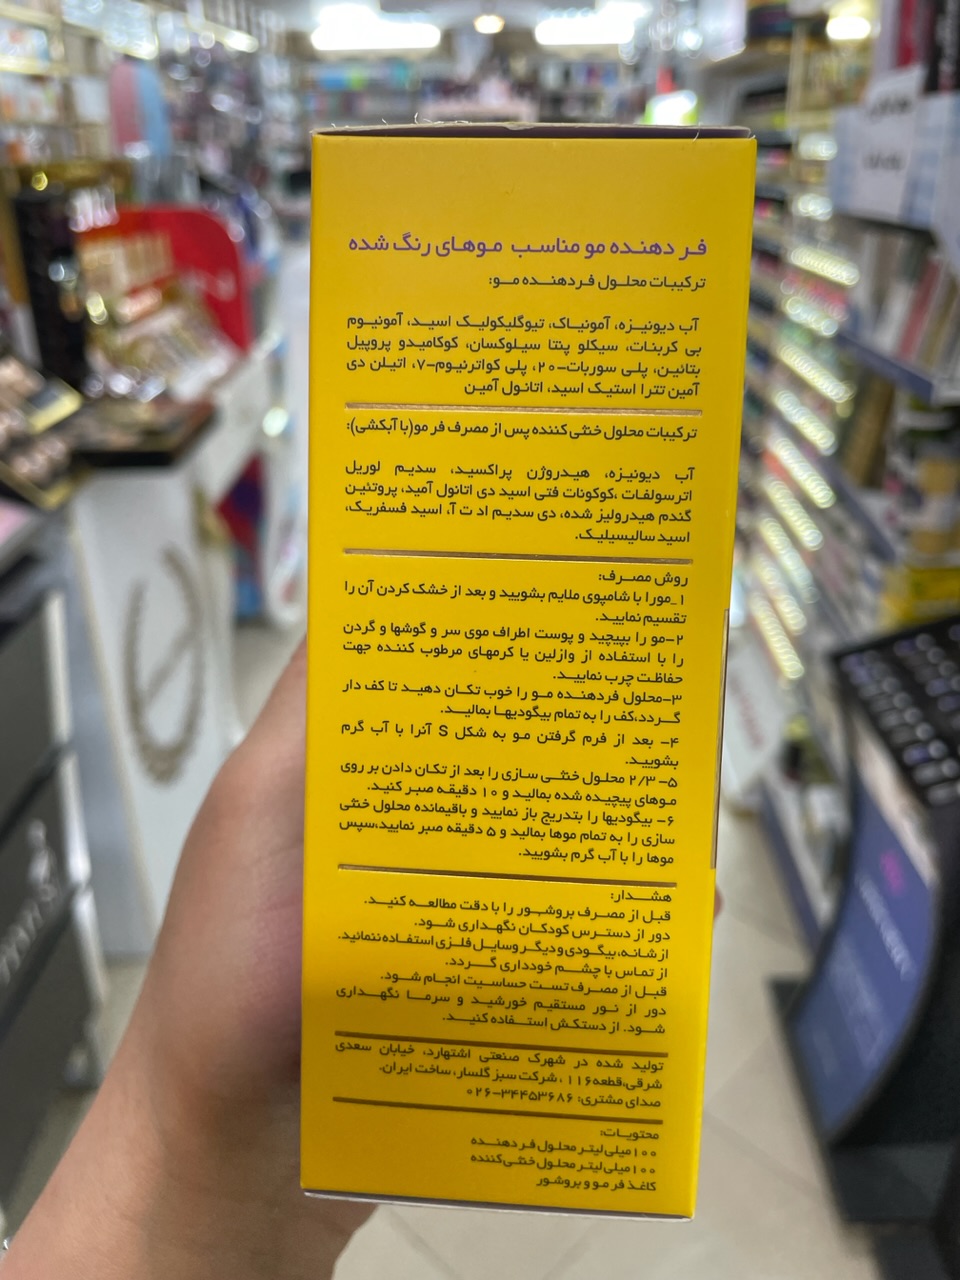 فر دهنده مو مناسب موهای رنگ شده
ترکیبات محلول فردهنده مو:
آب دیونیزه، آمونیاک، تیوگلیکولیک اسید، آمونیوم
بی کربنات، سیکلو پنتا سیلوکسان، کوکامیدو پروپیل
بتائین، پلی سوربات-۲۰، پلی کواترنیوم-۷، اتیلن دی
آمین تترا استیک اسید، اتانول آمین
ترکیبات محلول خنثی کننده پس از مصرف فر مو(با آبکشی):
آب دیونیزه، هیدروژن پراکسید، سدیم لوریل
اترسولفات ،کوکونات فتی اسید دی اتانول آمید، پروتئین
گندم هیدرولیز شده، دی سدیم اد ت آ، اسید فسفریک،
اسید سالیسیلیک.
روش مصرف:
۱_مورا با شامپوی ملایم بشویید و بعد از خشک کردن آن را
تقسیم نمایید.
۲-مو را بپیچید و پوست اطراف موی سر و گوشها و گردن
را با استفاده از وازلین یا کرمهای مرطوب کننده جهت
حفاظت چرب نمایید.
۳-محلول فردهنده مو را خوب تکان دهید تا کف دار
گردد،کف را به تمام بیگودیها بمالید.
۴- بعد از فرم گرفتن مو به شکل S آنرا با آب گرم
بشویید.
۵- ۲/۳ محلول خنثی سازی را بعد از تکان دادن بر روی
موهای پیچیده شده بمالید و ۱۰ دقیقه صبر کنید.
۶- بیگودیها را بتدریج باز نمایید و باقیمانده محلول خنثی
سازی را به تمام موها بمالید و ۵ دقیقه صبر نمایید،سپس
موها را با آب گرم بشویید.
هشدار:
قبل از مصرف بروشور را با دقت مطالعه کنید.
دور از دسترس کودکان نگهداری شود.
از شانه، بیگودی و دیگر وسایل فلزی استفاده ننمائید.
از تماس با چشم خودداری گردد.
قبل از مصرف تست حساسیت انجام شود.
دور از نور مستقیم خورشید و سرما نگهداری
شود. از دستکش استفاده کنید.
تولید شده در شهرک صنعتی اشتهارد، خیابان سعدی
شرقی،قطعه۱۱۶ ، شرکت سبز گلسار، ساخت ایران.
صدای مشتری: ۳۴۴۵۳۶۸۶-۰۲۶
محتویات:
۱۰۰میلی لیتر محلول فردهنده
۱۰۰میلی لیتر محلول خنثی کننده
کاغذ فر مو و بروشور